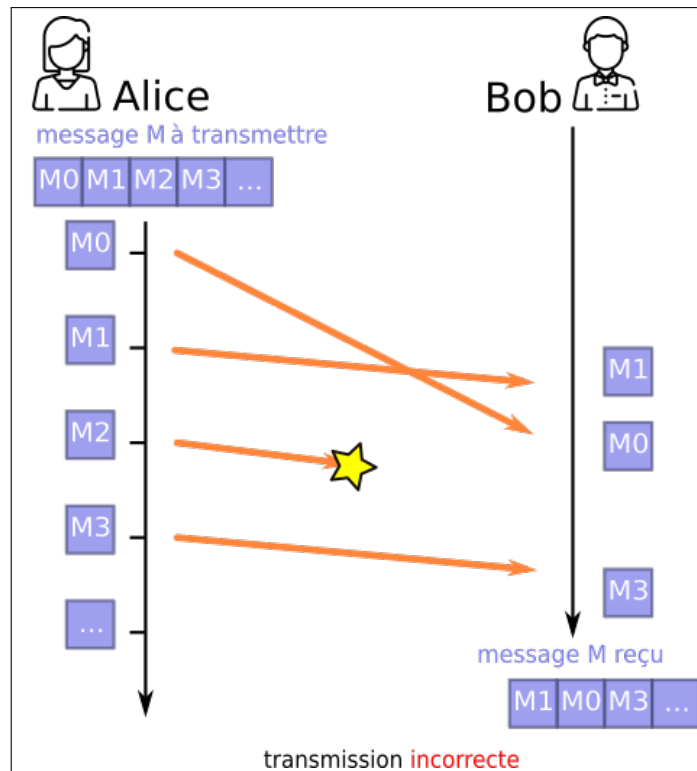 Alice
Bob
message M à transmettre
M0 M1 M2 M3 ...
M0
M1
M2
M3
...
M1
M0
M3
message M reçu
M1 M0 M3 ...
transmission incorrecte